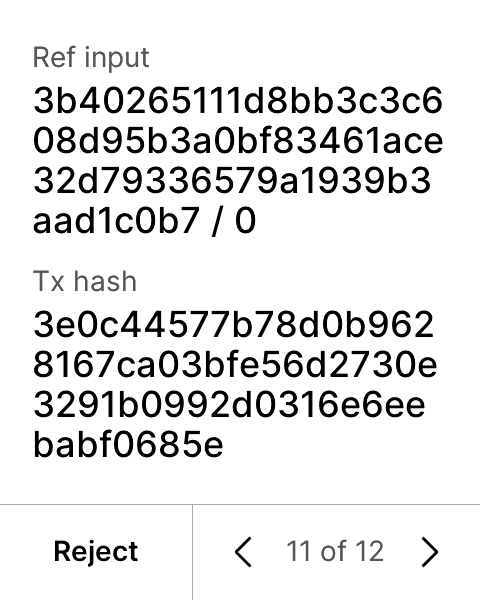 Ref input
3b40265111d8bb3c3c6
08d95b3a0bf83461ace
32d79336579a1939b3
aad1c0b7 / 0
Tx hash
3e0c44577b78d0b962
8167ca03bfe56d2730e
3291b0992d0316e6ee
babf0685e
Reject
11 of 12